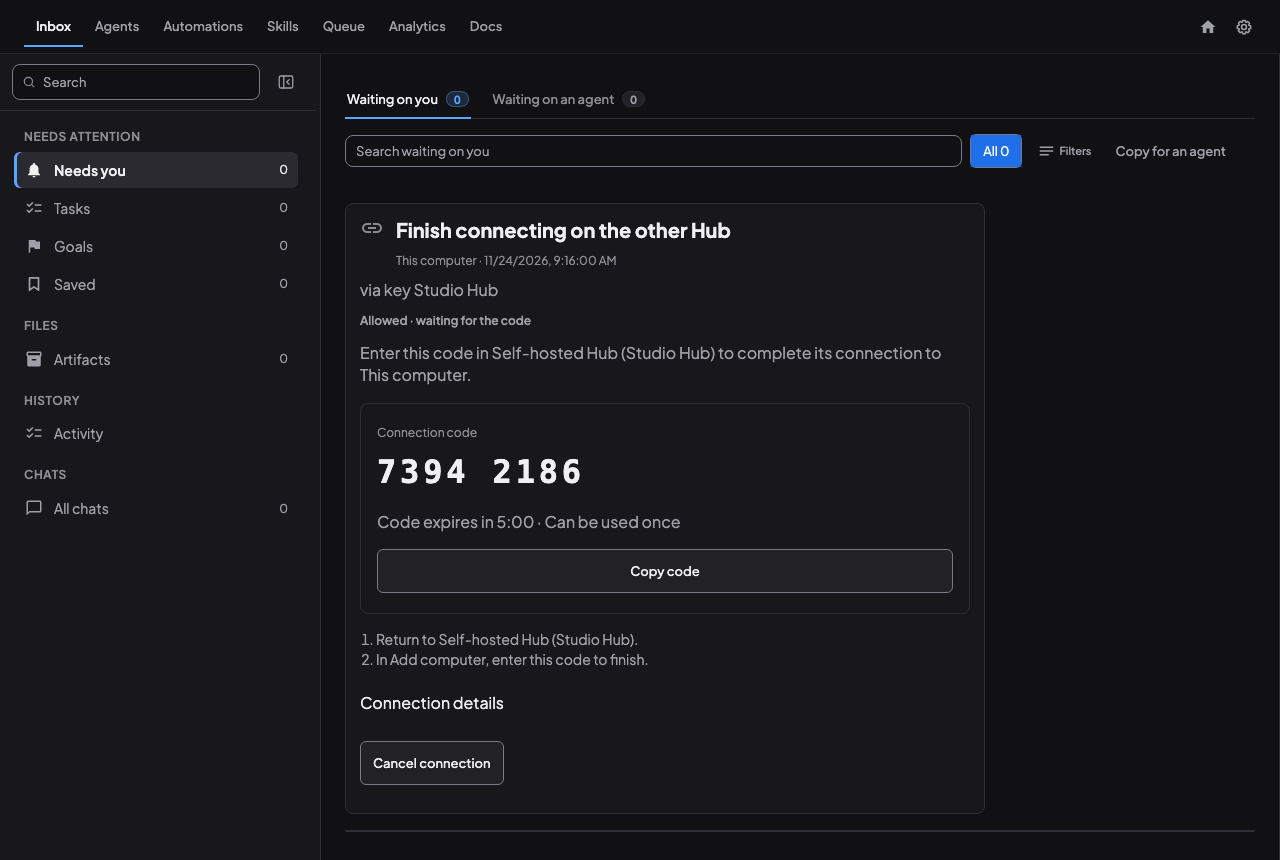 Inbox Agents Automations Skills Queue Analytics Docs
Search
NEEDS ATTENTION
Needs you 0
Tasks 0
Goals 0
Saved 0
FILES
Artifacts 0
HISTORY
Activity
CHATS
All chats 0
Waiting on you 0 Waiting on an agent 0
Search waiting on you All 0 Filters Copy for an agent
Finish connecting on the other Hub
This computer · 11/24/2026, 9:16:00 AM
via key Studio Hub
Allowed · waiting for the code
Enter this code in Self-hosted Hub (Studio Hub) to complete its connection to
This computer.
Connection code
7394 2186
Code expires in 5:00 · Can be used once
Copy code
1. Return to Self-hosted Hub (Studio Hub).
2. In Add computer, enter this code to finish.
Connection details
Cancel connection